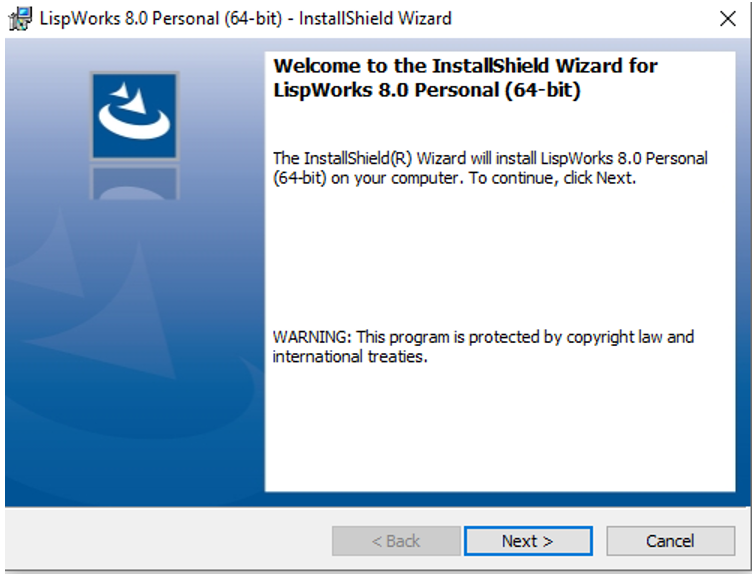 LispWorks 8.0 Personal (64-bit) - InstallShield Wizard
Welcome to the InstallShield Wizard for
LispWorks 8.0 Personal (64-bit)
The InstallShield(R) Wizard will install LispWorks 8.0 Personal
(64-bit) on your computer. To continue, click Next.
WARNING: This program is protected by copyright law and
international treaties.
< Back
Next >
Cancel